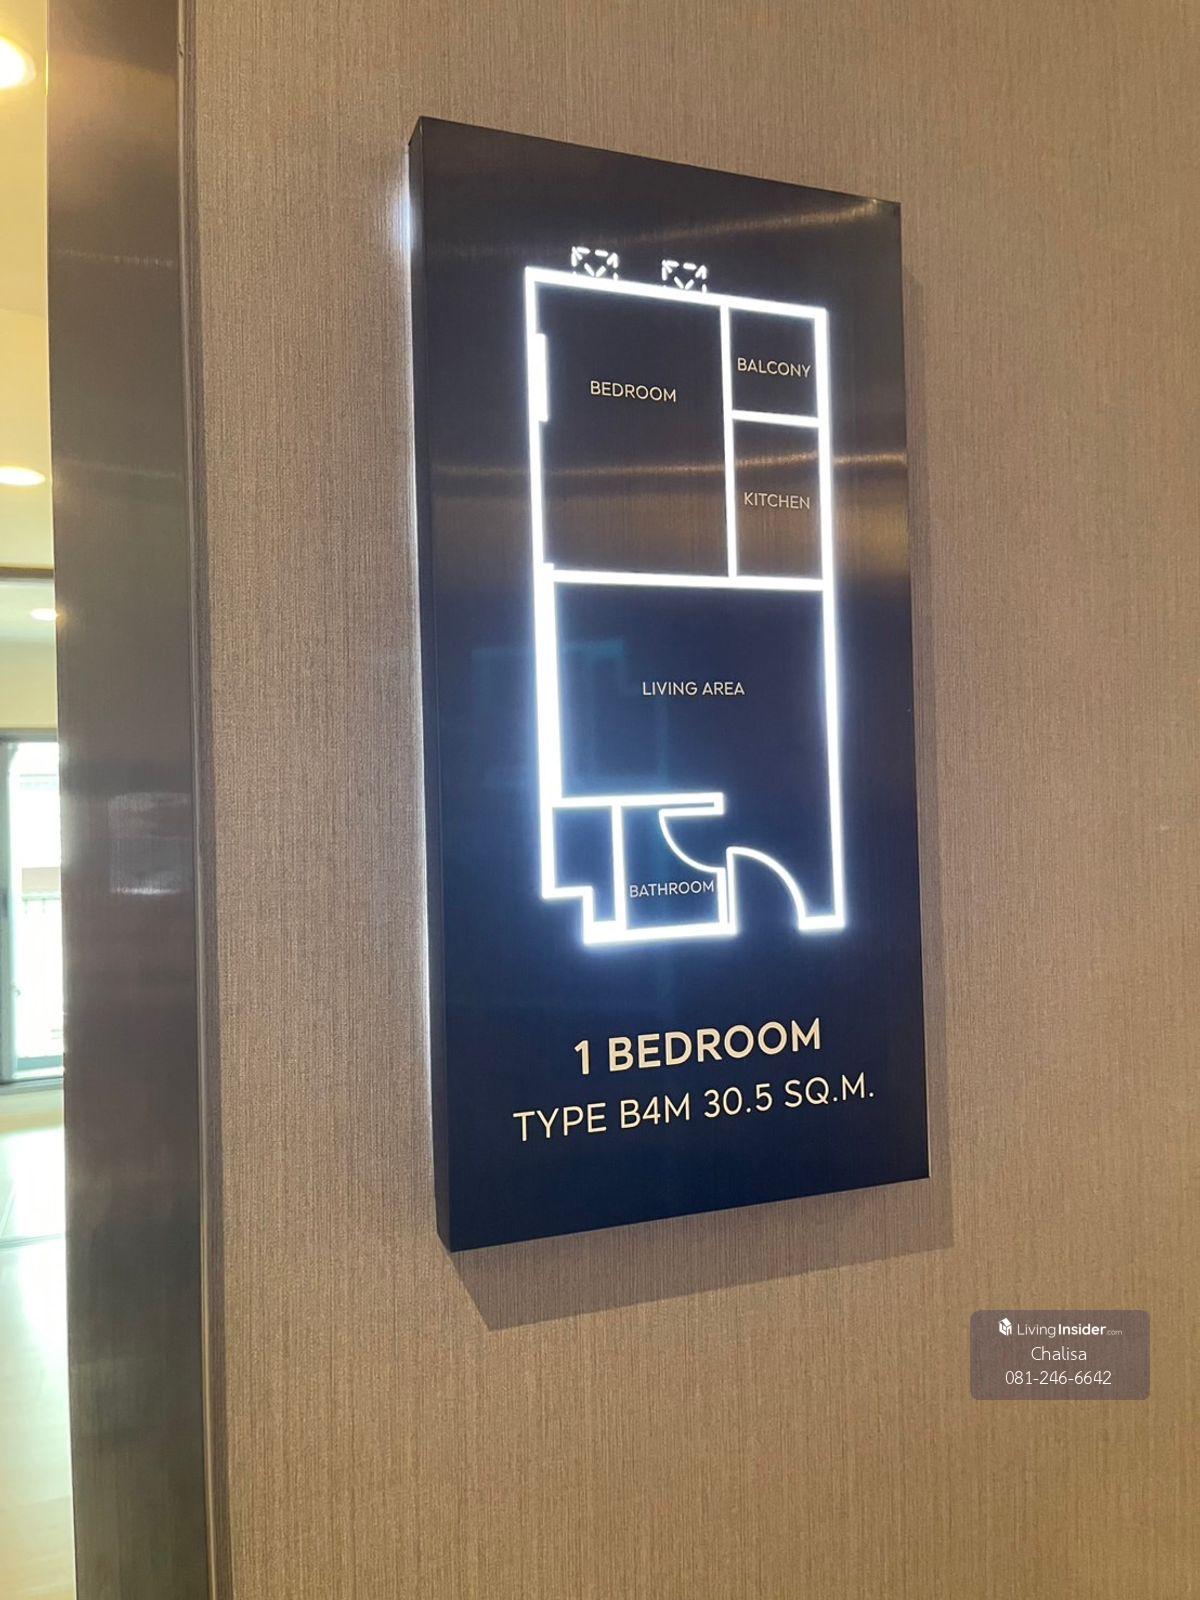 BALCONY
BEDROOM
KITCHEN
LIVING AREA
BATHROOM
1 BEDROOM
TYPE B4M 30.5 SQ.M.
LivingInsider.com
Chalisa
081-246-6642